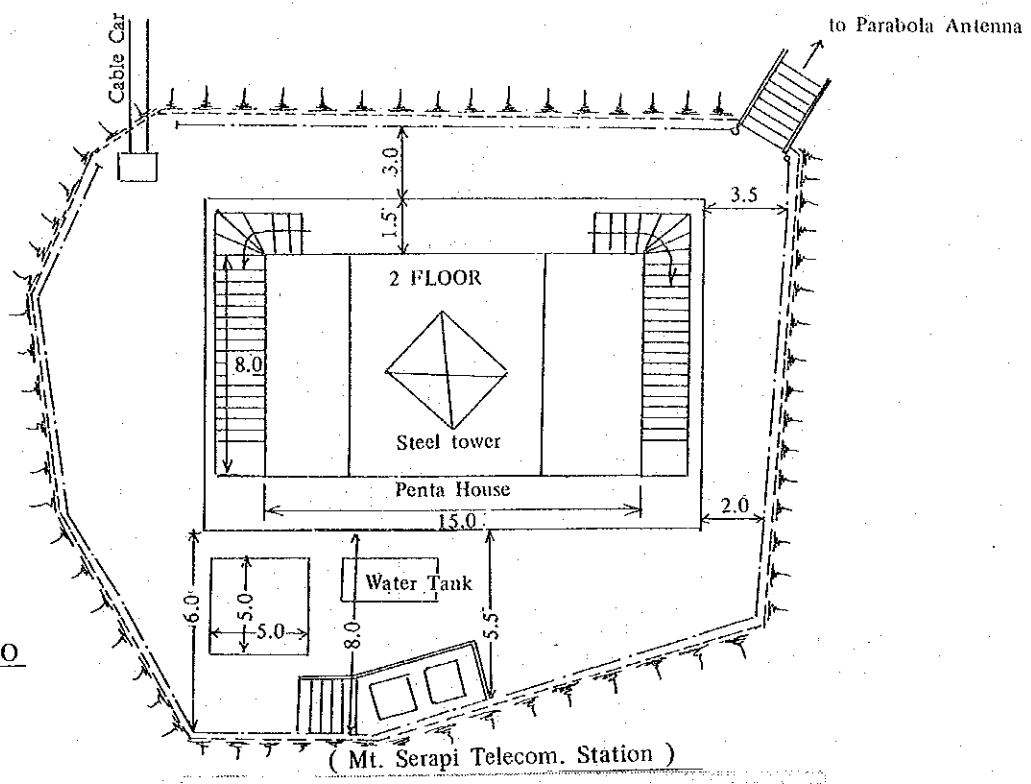 to Parabola Antenna
Cable Car
3.0
3.5
1.5
2 FLOOR
8.0
Steel tower
Penta House
15.0
2.0
6.0
5.0
5.0
Water Tank
8.0
5.5
O
( Mt. Serapi Telecom. Station )